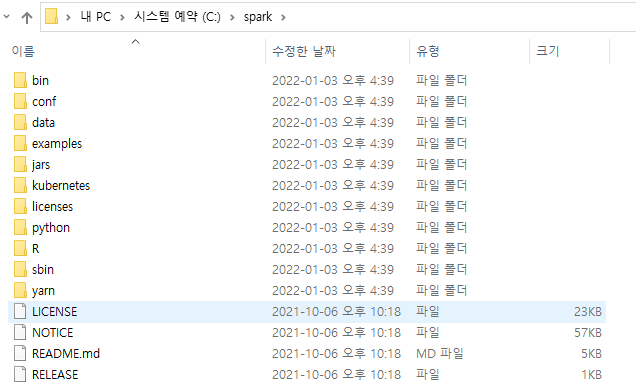 내 PC > 시스템 예약 (C:) > spark >
이름 수정한 날짜 유형 크기
bin 2022-01-03 오후 4:39 파일 폴더
conf 2022-01-03 오후 4:39 파일 폴더
data 2022-01-03 오후 4:39 파일 폴더
examples 2022-01-03 오후 4:39 파일 폴더
jars 2022-01-03 오후 4:39 파일 폴더
kubernetes 2022-01-03 오후 4:39 파일 폴더
licenses 2022-01-03 오후 4:39 파일 폴더
python 2022-01-03 오후 4:39 파일 폴더
R 2022-01-03 오후 4:39 파일 폴더
sbin 2022-01-03 오후 4:39 파일 폴더
yarn 2022-01-03 오후 4:39 파일 폴더
LICENSE 2021-10-06 오후 10:18 파일 23KB
NOTICE 2021-10-06 오후 10:18 파일 57KB
README.md 2021-10-06 오후 10:18 MD 파일 5KB
RELEASE 2021-10-06 오후 10:18 파일 1KB